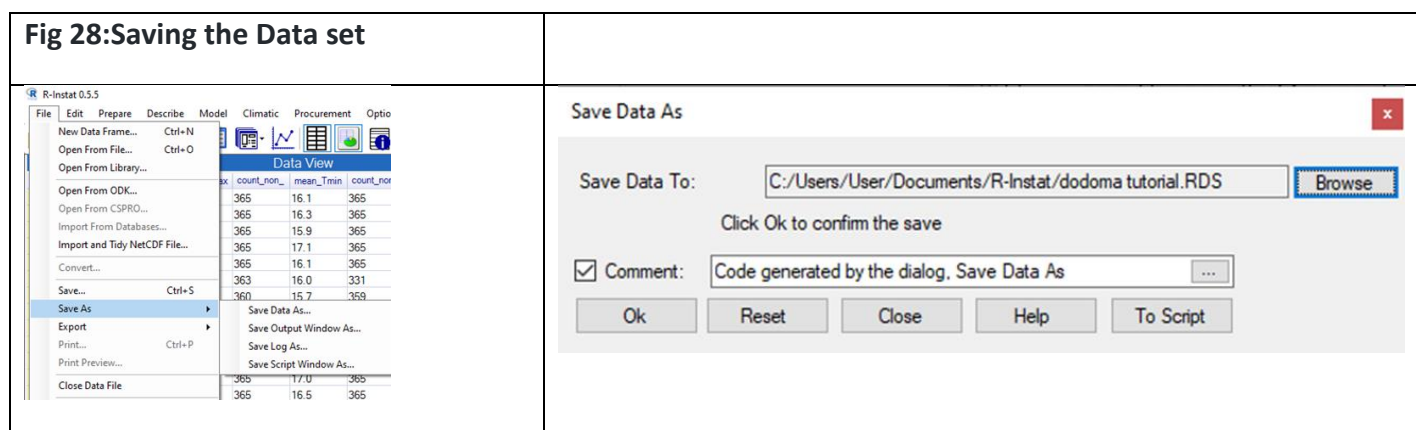 Fig 28:Saving the Data set
R-Instat 0.5.5
File Edit Prepare Describe Model Climatic Procurement Optio
New Data Frame... Ctrl+N
Open From File... Ctrl+O
Open From Library...
Open From ODK...
Open From CSPRO...
Import From Databases...
Import and Tidy NetCDF File...
Convert...
Save... Ctrl+S
Save As
Export
Print... Ctrl+P
Print Preview...
Close Data File
Save Data As...
Save Output Window As...
Save Log As...
Save Script Window As...
Data View
ax count_non_ mean_Tmin count_nor
365 16.1 365
365 16.3 365
365 15.9 365
365 17.1 365
365 16.1 365
363 16.0 331
360 15.7 359
365 17.0 365
365 16.5 365
Save Data As
x
Save Data To: C:/Users/User/Documents/R-Instat/dodoma tutorial.RDS Browse
Click Ok to confirm the save
Comment: Code generated by the dialog, Save Data As ...
Ok Reset Close Help To Script